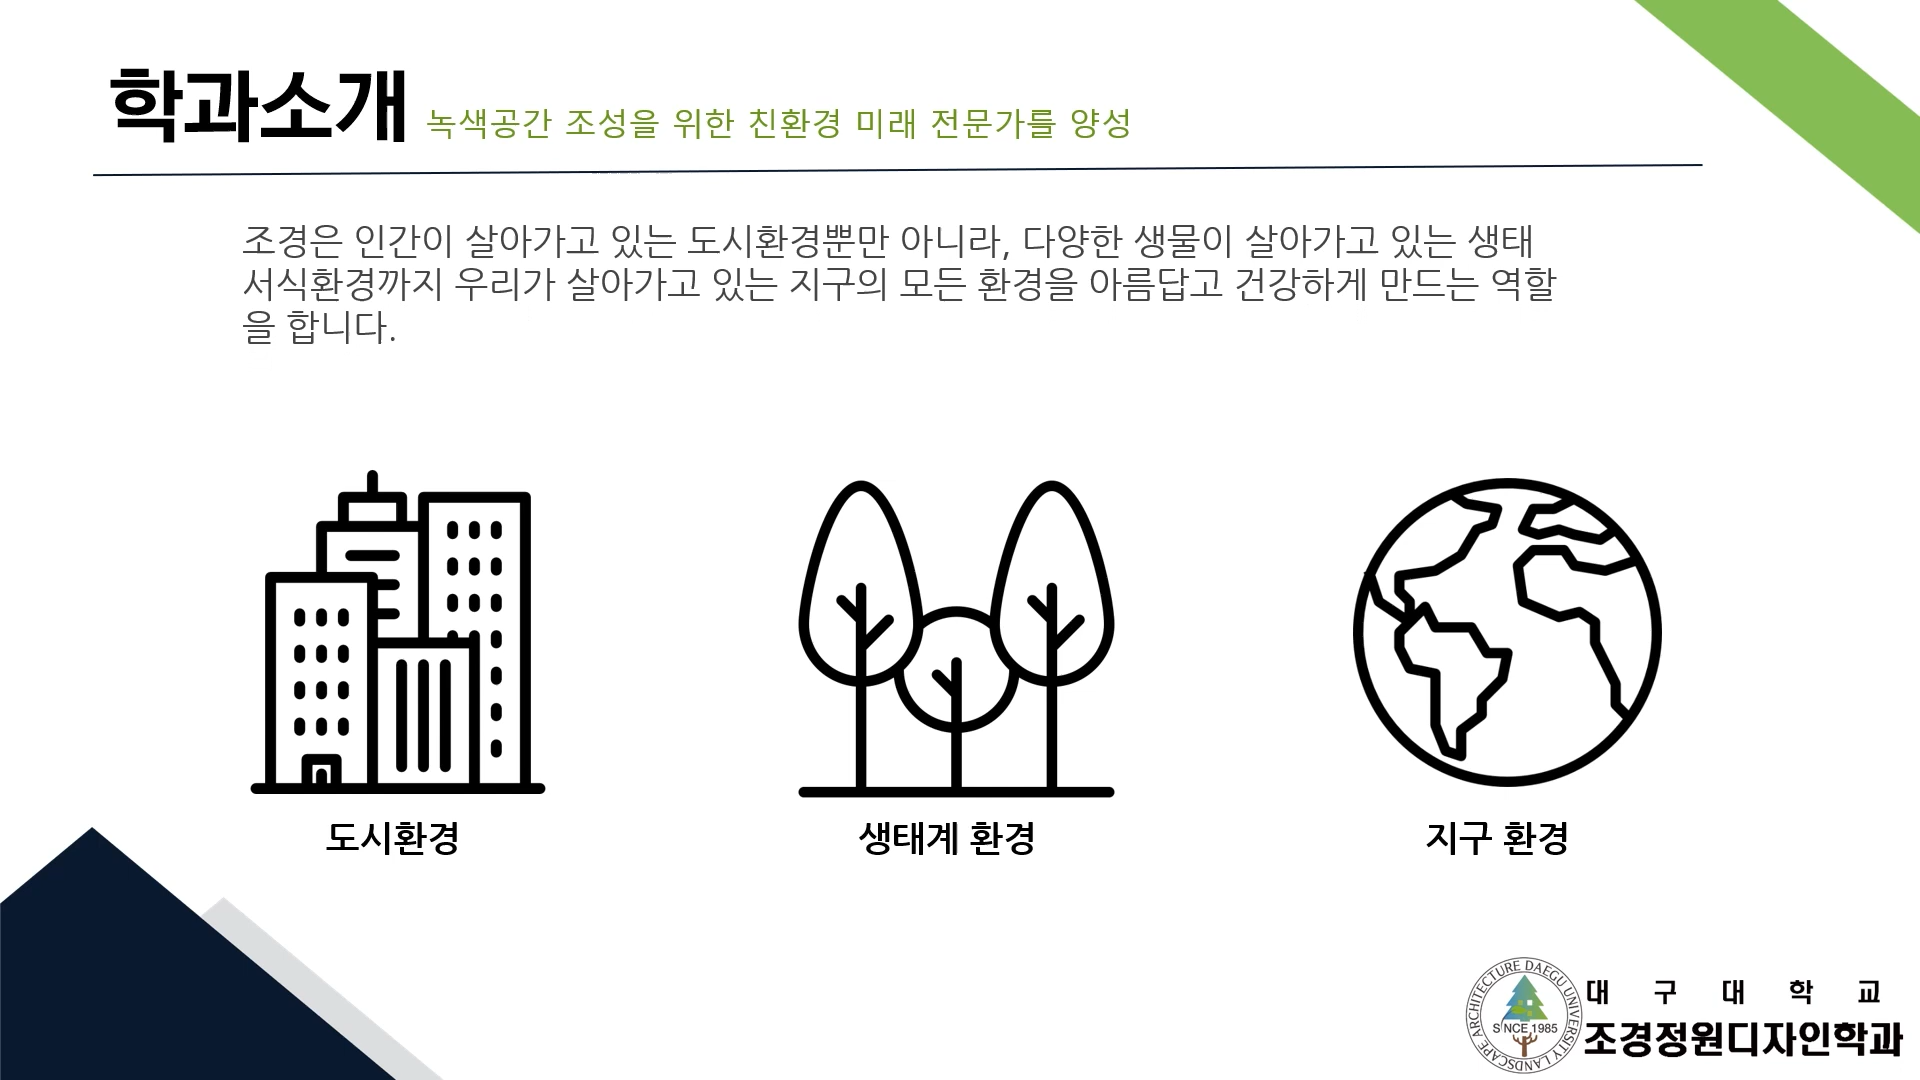 학과소개 녹색공간 조성을 위한 친환경 미래 전문가를 양성
조경은 인간이 살아가고 있는 도시환경뿐만 아니라, 다양한 생물이 살아가고 있는 생태
서식환경까지 우리가 살아가고 있는 지구의 모든 환경을 아름답고 건강하게 만드는 역할
을 합니다.
도시환경
생태계 환경
지구 환경
LANDSCAPE ARCHITECTURE DAEGU UNIVERSITY
SINCE 1985
대 구 대 학 교
조경정원디자인학과